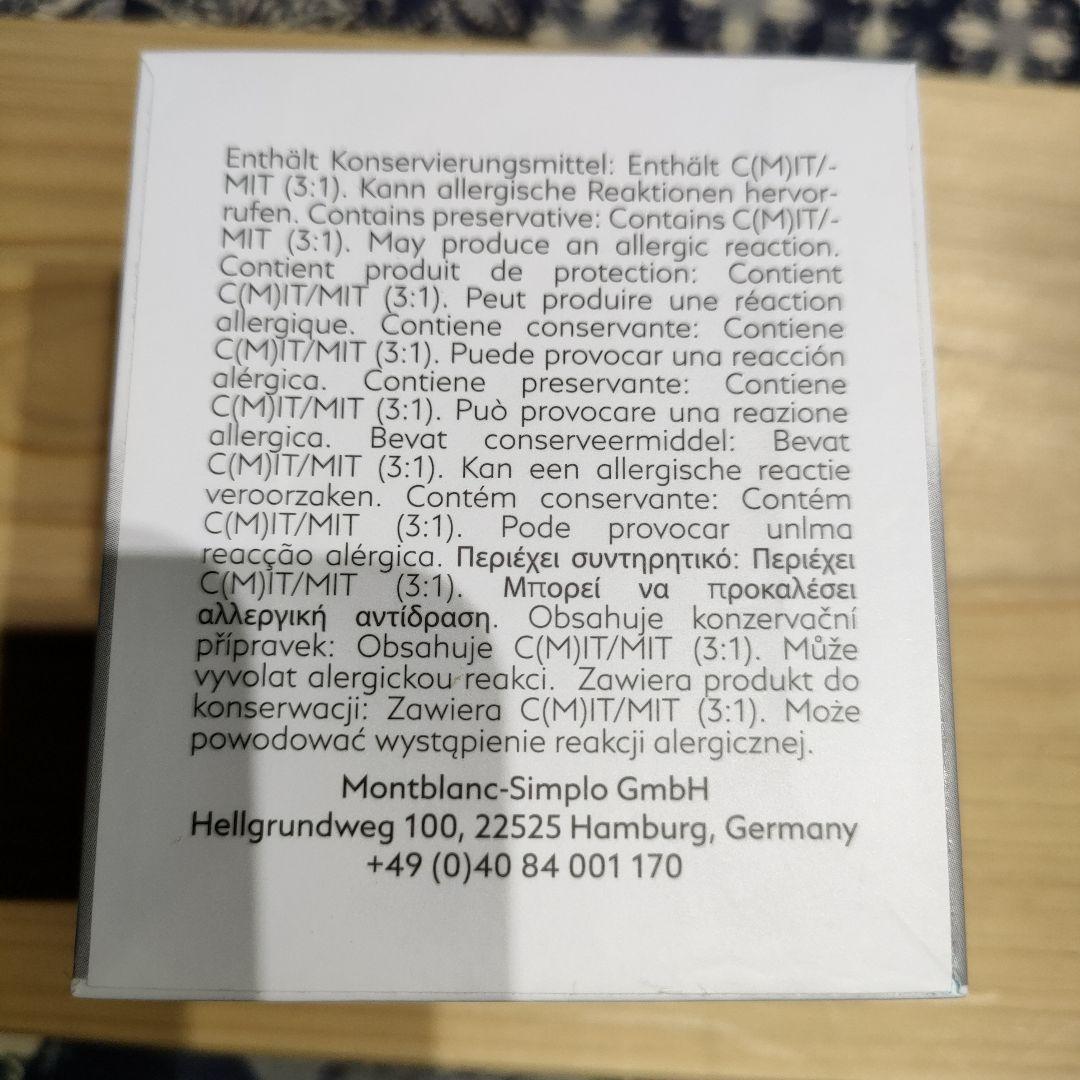 Enthält Konservierungsmittel: Enthält C(M)IT/-
MIT (3:1). Kann allergische Reaktionen hervor-
rufen. Contains preservative: Contains C(M)IT/-
MIT (3:1). May produce an allergic reaction.
Contient produit de protection: Contient
C(M)IT/MIT (3:1). Peut produire une réaction
allergique. Contiene conservante: Contiene
C(M)IT/MIT (3:1). Puede provocar una reacción
alérgica. Contiene preservante: Contiene
C(M)IT/MIT (3:1). Può provocare una reazione
allergica. Bevat conserveermiddel: Bevat
C(M)IT/MIT (3:1). Kan een allergische reactie
veroorzaken. Contém conservante: Contém
C(M)IT/MIT (3:1). Pode provocar unlma
reacção alérgica. Περιέχει συντηρητικό: Περιέχει
C(M)IT/MIT (3:1). Μπορεί να προκαλέσει
αλλεργική αντίδραση. Obsahuje konzervační
přípravek: Obsahuje C(M)IT/MIT (3:1). Může
vyvolat alergickou reakci. Zawiera produkt do
konserwacji: Zawiera C(M)IT/MIT (3:1). Może
powodować wystąpienie reakcji alergicznej.
Montblanc-Simplo GmbH
Hellgrundweg 100, 22525 Hamburg, Germany
+49 (0)40 84 001 170